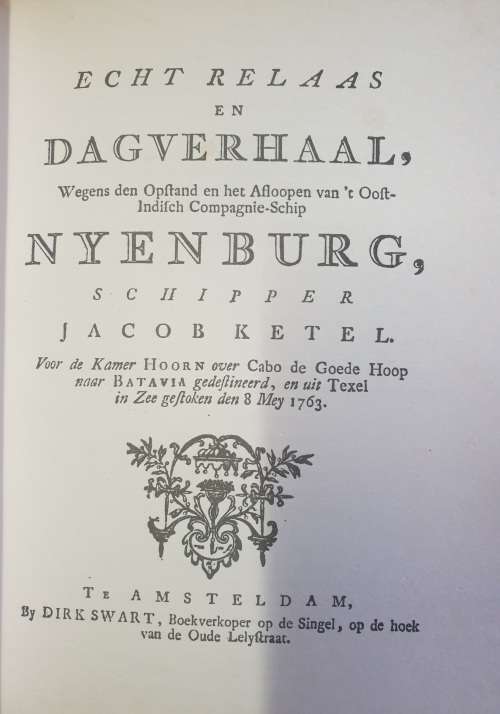 ECHT RELAAS
EN
DAGVERHAAL,
Wegens den Opſtand en het Afloopen van 't Ooſt-
Indiſch Compagnie-Schip
NYENBURG,
SCHIPPER
JACOB KETEL.
Voor de Kamer HOORN over Cabo de Goede Hoop
naar BATAVIA gedeſtineerd, en uit Texel
in Zee geſtoken den 8 Mey 1763.
TE AMSTELDAM,
By DIRK SWART, Boekverkoper op de Singel, op de hoek
van de Oude Lelyſtraat.